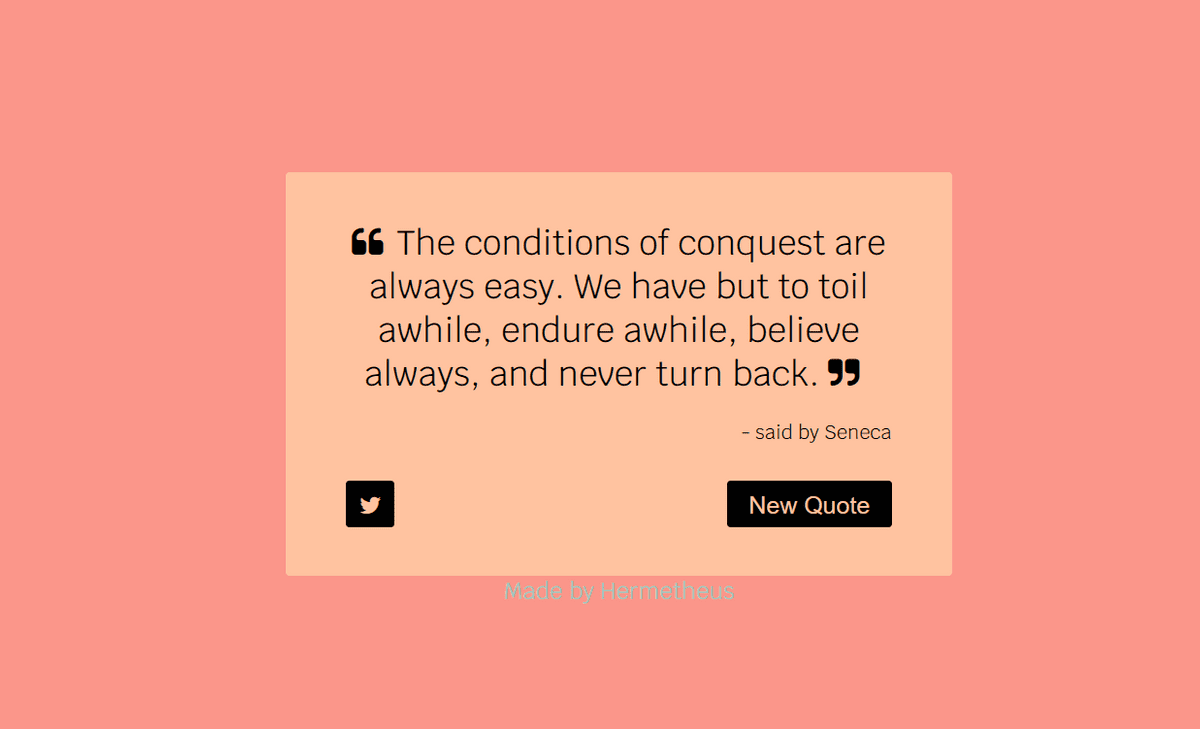 ❝ The conditions of conquest are
always easy. We have but to toil
awhile, endure awhile, believe
always, and never turn back. ❞
- said by Seneca
New Quote
Made by Hermetheus